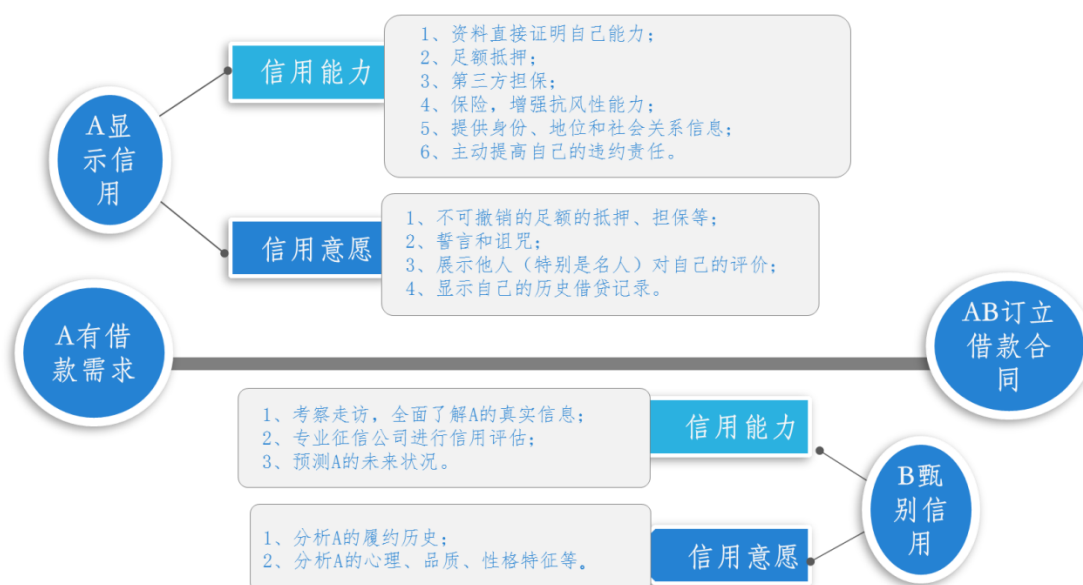 A显
示信
用
信用能力
1、资料直接证明自己能力；
2、足额抵押；
3、第三方担保；
4、保险，增强抗风性能力；
5、提供身份、地位和社会关系信息；
6、主动提高自己的违约责任。
信用意愿
1、不可撤销的足额的抵押、担保等；
2、誓言和诅咒；
3、展示他人（特别是名人）对自己的评价；
4、显示自己的历史借贷记录。
A有借
款需求
AB订立
借款合
同
1、考察走访，全面了解A的真实信息；
2、专业征信公司进行信用评估；
3、预测A的未来状况。
信用能力
B甄
别信
用
1、分析A的履约历史；
2、分析A的心理、品质、性格特征等。
信用意愿